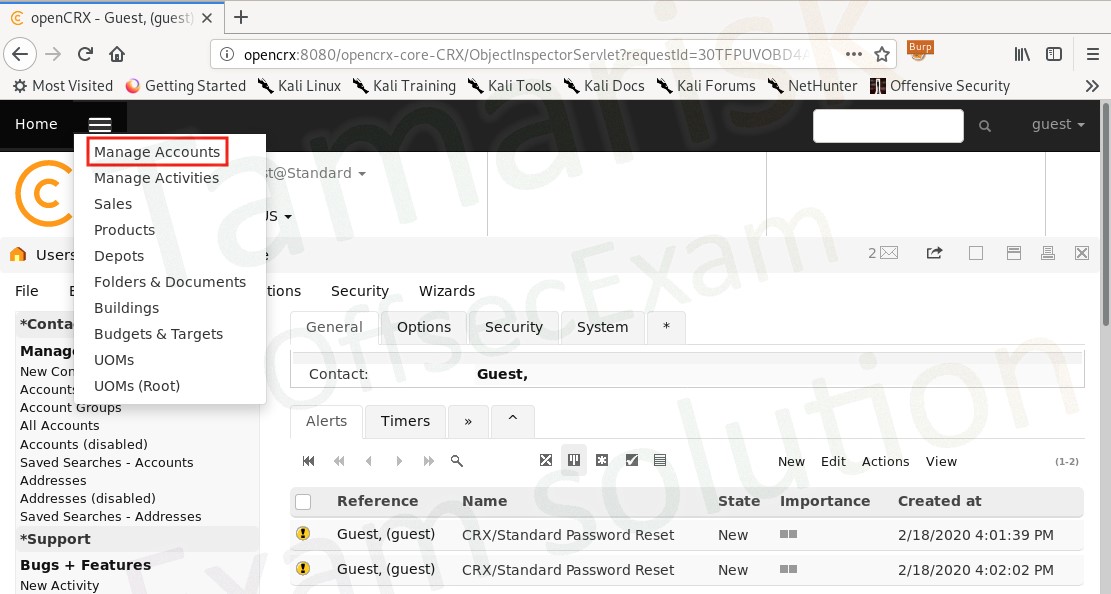 openCRX - Guest, (guest)
opencrx:8080/opencrx-core-CRX/ObjectInspectorServlet?requestId=30TFPUVOBD4A
Burp
Most Visited Getting Started Kali Linux Kali Training Kali Tools Kali Docs Kali Forums NetHunter Offensive Security
Home guest
Manage Accounts
Manage Activities
Sales
Products
Depots
Folders & Documents
Buildings
Budgets & Targets
UOMs
UOMs (Root)
st@Standard
US
Users
e
2
File E tions Security Wizards
*Conta
Manage
New Con
Accounts
Account Groups
All Accounts
Accounts (disabled)
Saved Searches - Accounts
Addresses
Addresses (disabled)
Saved Searches - Addresses
*Support
Bugs + Features
New Activity
General Options Security System *
Contact: Guest,
Alerts Timers » ^
New Edit Actions View (1-2)
Reference Name State Importance Created at
Guest, (guest) CRX/Standard Password Reset New 2/18/2020 4:01:39 PM
Guest, (guest) CRX/Standard Password Reset New 2/18/2020 4:02:02 PM
Tamarisk
OffsecExam
Exam solution